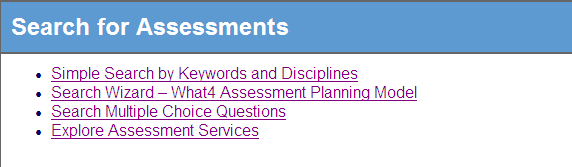 Search for Assessments
Simple Search by Keywords and Disciplines
Search Wizard – What4 Assessment Planning Model
Search Multiple Choice Questions
Explore Assessment Services